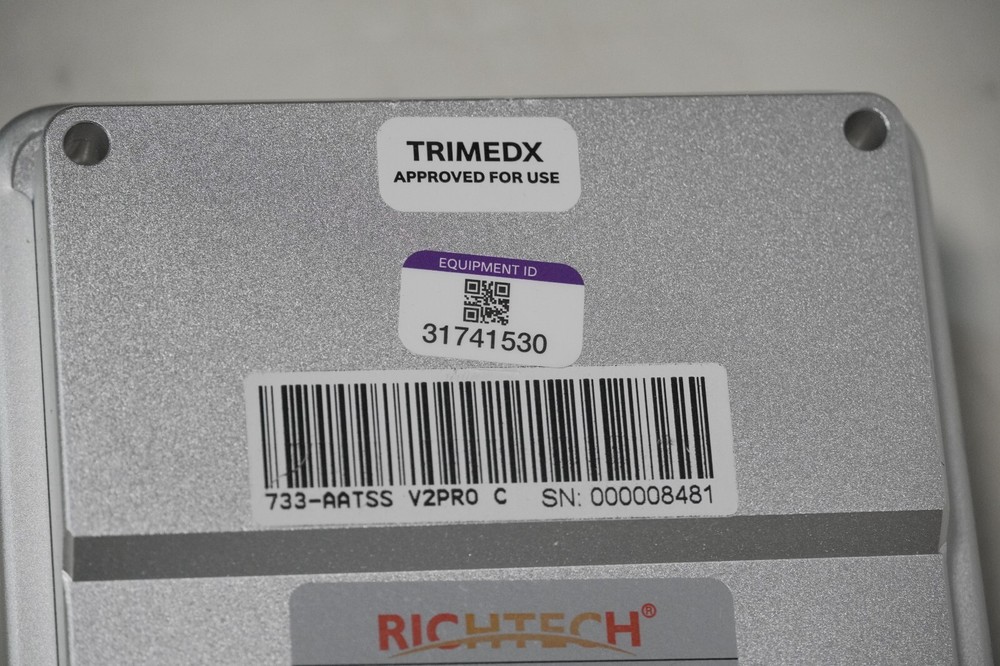 TRIMEDX
APPROVED FOR USE
EQUIPMENT ID
31741530
733-AATSS V2PRO C SN: 000008481
RICHTECH®